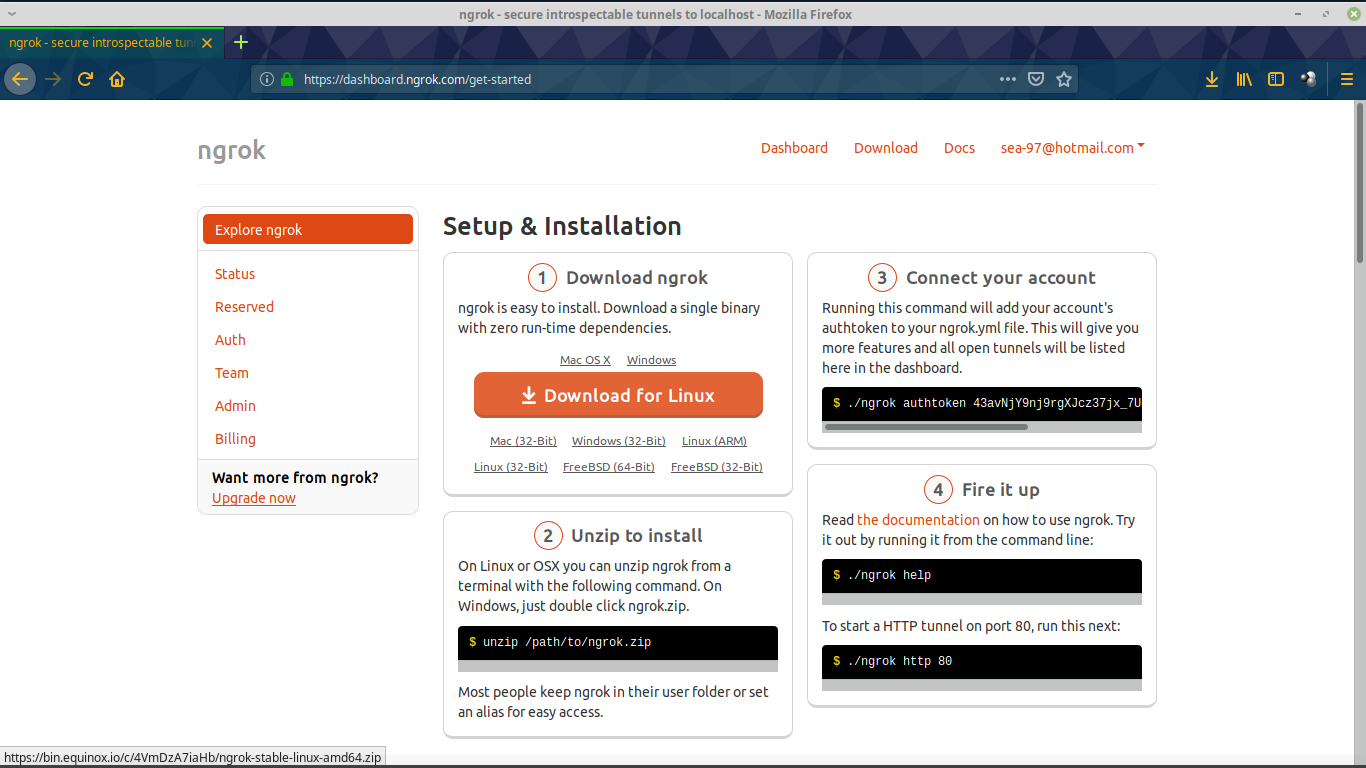 ngrok - secure introspectable tunnels to localhost - Mozilla Firefox
ngrok - secure introspectable tun
https://dashboard.ngrok.com/get-started
ngrok
Dashboard Download Docs sea-97@hotmail.com
Explore ngrok
Status
Reserved
Auth
Team
Admin
Billing
Want more from ngrok?
Upgrade now
Setup & Installation
1 Download ngrok
ngrok is easy to install. Download a single binary
with zero run-time dependencies.
Mac OS X Windows
Download for Linux
Mac (32-Bit) Windows (32-Bit) Linux (ARM)
Linux (32-Bit) FreeBSD (64-Bit) FreeBSD (32-Bit)
2 Unzip to install
On Linux or OSX you can unzip ngrok from a
terminal with the following command. On
Windows, just double click ngrok.zip.
$ unzip /path/to/ngrok.zip
Most people keep ngrok in their user folder or set
an alias for easy access.
3 Connect your account
Running this command will add your account's
authtoken to your ngrok.yml file. This will give you
more features and all open tunnels will be listed
here in the dashboard.
$ ./ngrok authtoken 43avNjY9nj9rgXJcz37jx_7U
4 Fire it up
Read the documentation on how to use ngrok. Try
it out by running it from the command line:
$ ./ngrok help
To start a HTTP tunnel on port 80, run this next:
$ ./ngrok http 80
https://bin.equinox.io/c/4VmDzA7iaHb/ngrok-stable-linux-amd64.zip